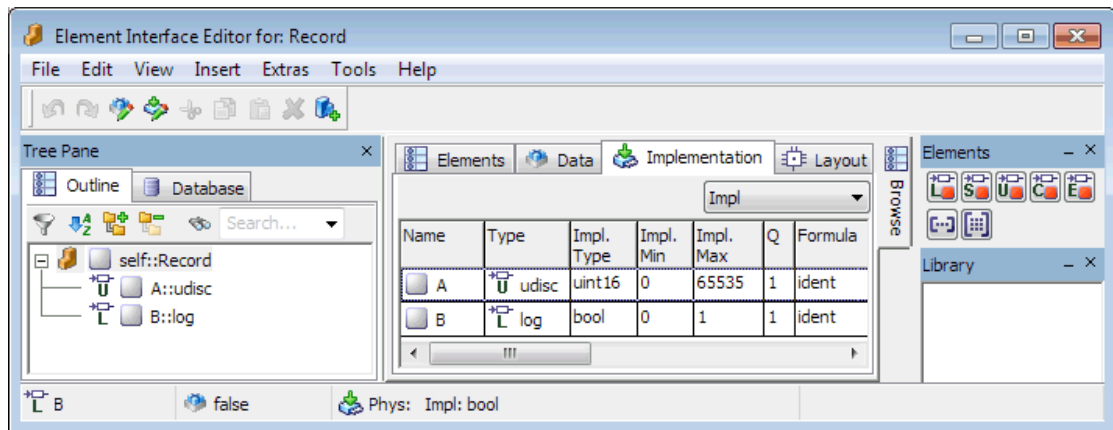 Element Interface Editor for: Record
File Edit View Insert Extras Tools Help
Tree Pane
Outline Database
Search...
self::Record
U A::udisc
L B::log
Elements Data Implementation Layout
Impl
Name Type Impl. Type Impl. Min Impl. Max Q Formula
A U udisc uint16 0 65535 1 ident
B L log bool 0 1 1 ident
Browse
Elements
L S U C E
Library
L B false Phys: Impl: bool